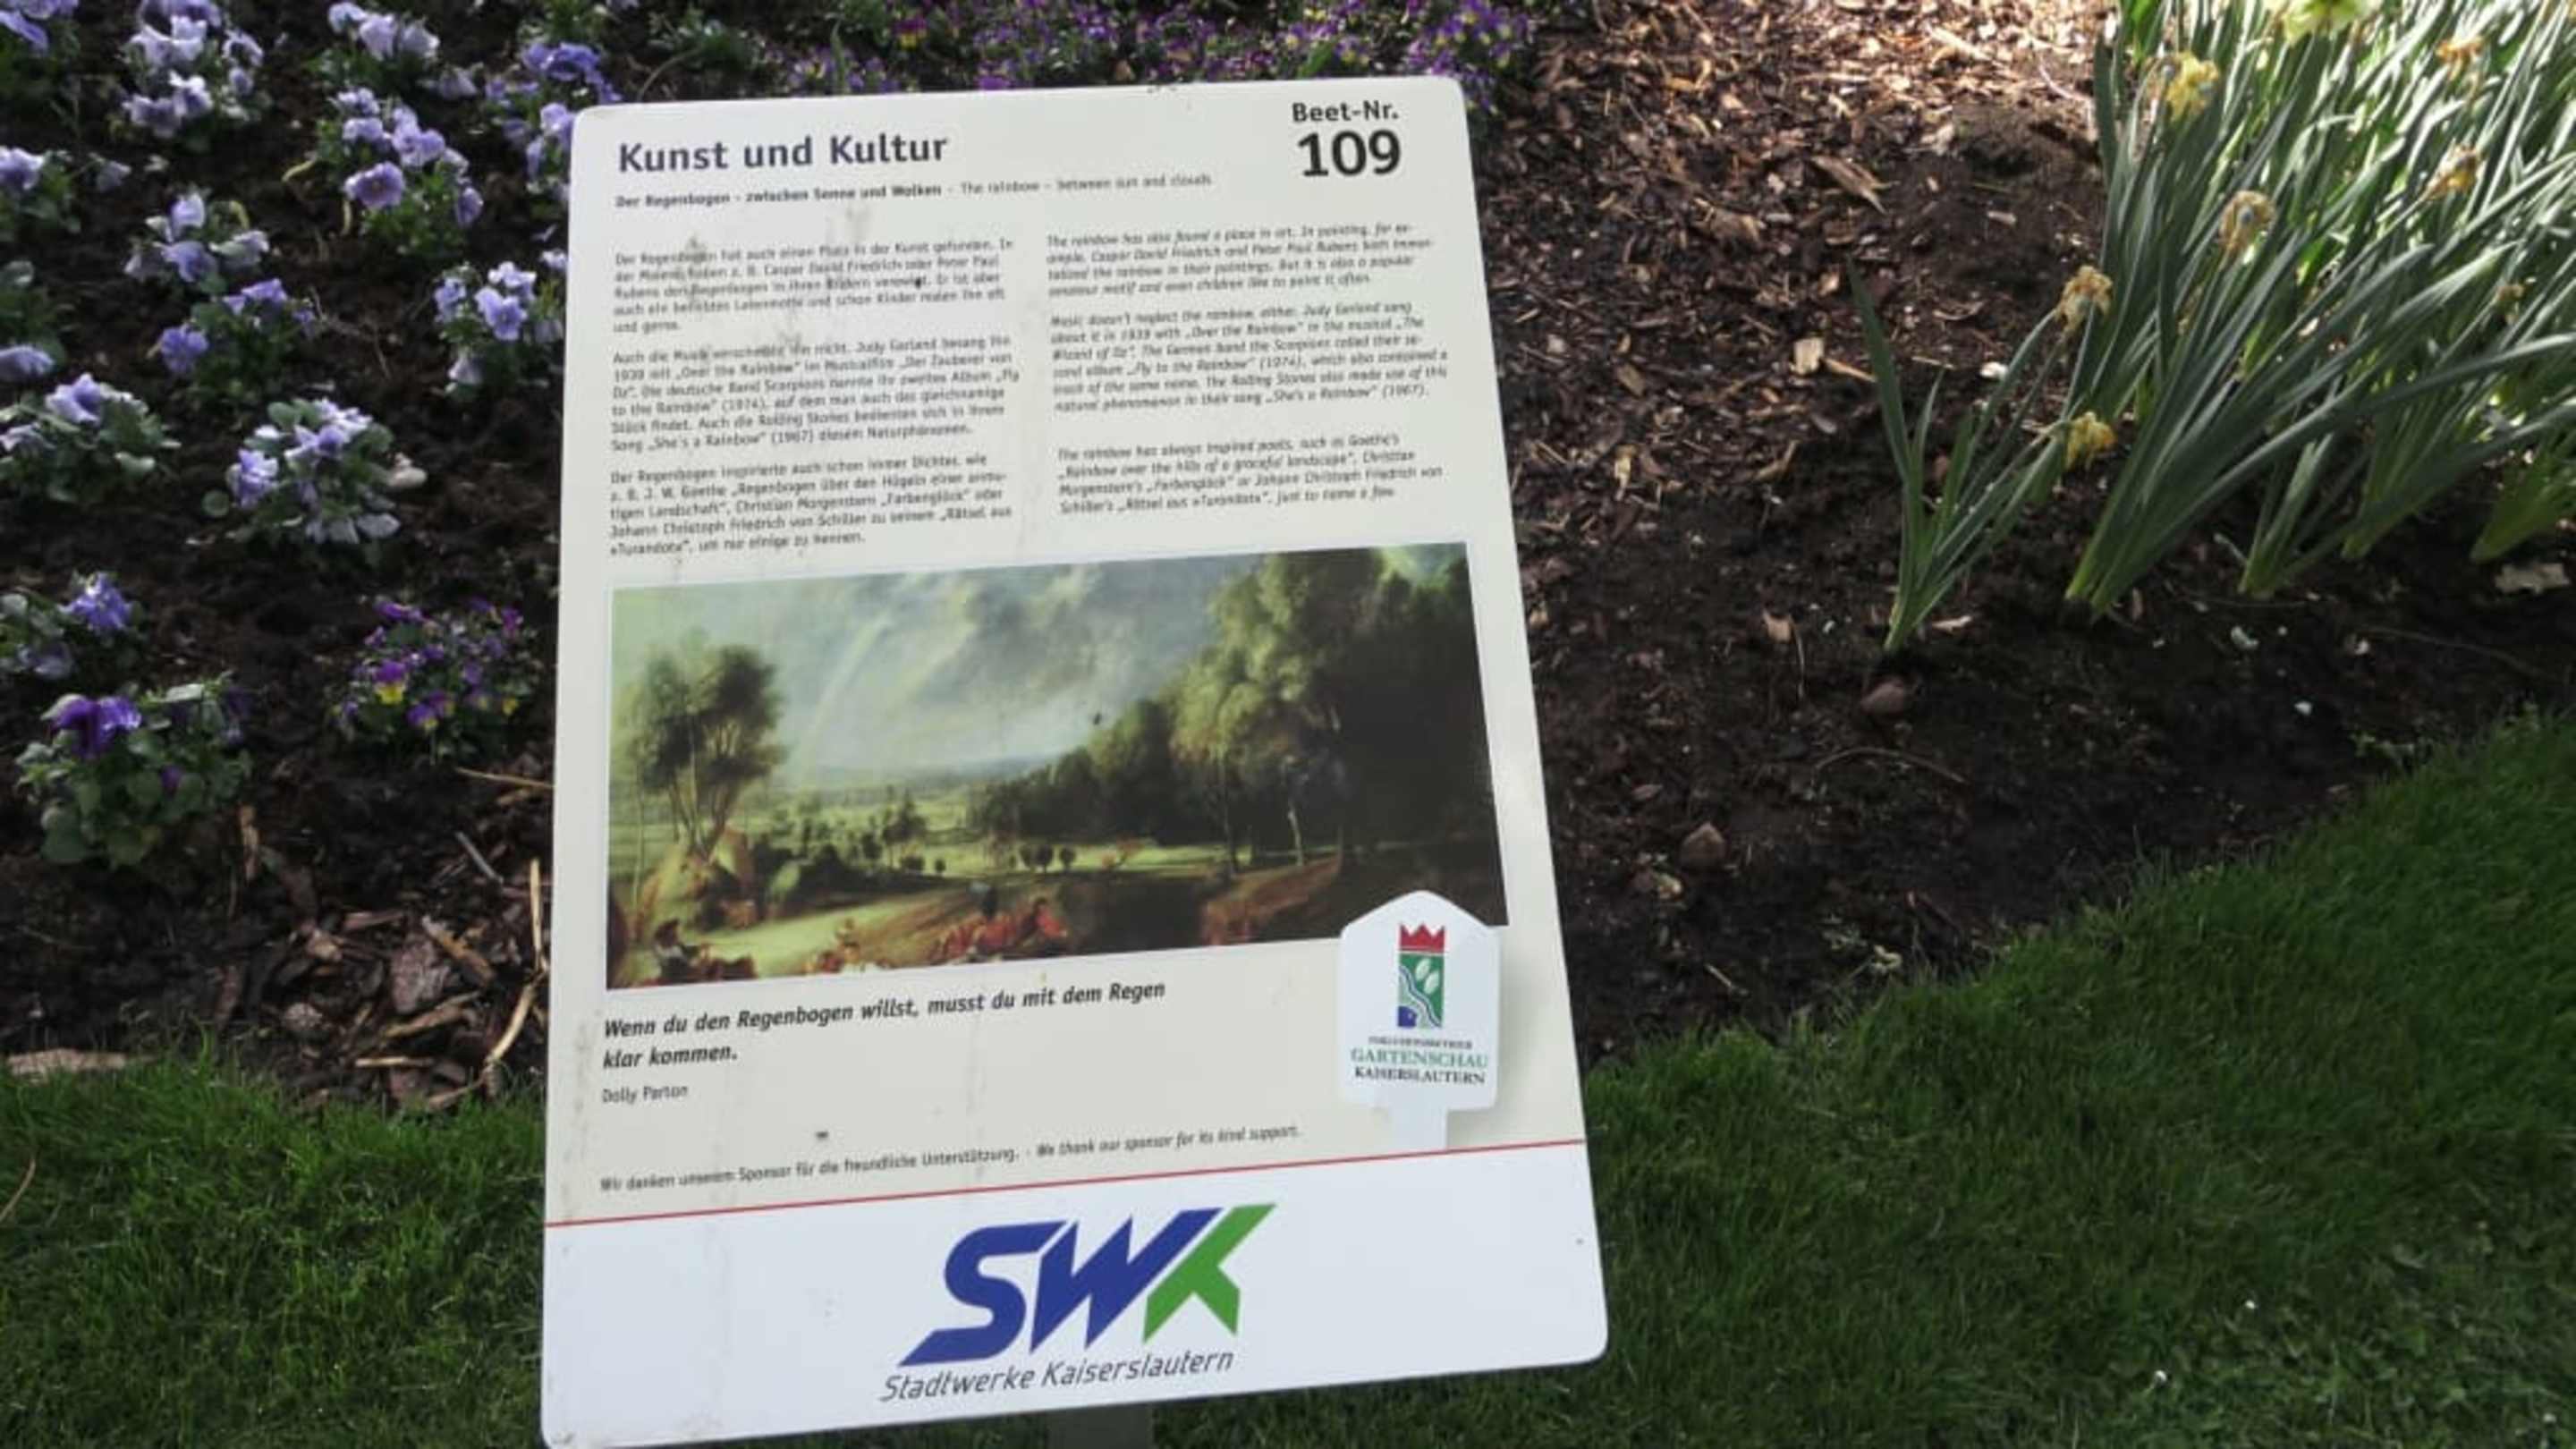 Kunst und Kultur
Beet-Nr.
109
Der Regenbogen - zwischen Sonne und Wolken - The rainbow - between sun and clouds
Der Regenbogen hat auch einen Platz in der Kunst gefunden. In
der Malerei haben z. B. Caspar David Friedrich oder Peter Paul
Rubens den Regenbogen in ihren Bildern verewigt. Er ist aber
auch ein beliebtes Laienmotiv und schon Kinder malen ihn oft
und gerne.
Auch die Musik verschmäht ihn nicht. Judy Garland besang ihn
1939 mit „Over the Rainbow" im Musicalfilm „Der Zauberer von
Oz". Die deutsche Band Scorpions nannte ihr zweites Album „Fly
to the Rainbow" (1974), auf dem man auch das gleichnamige
Stück findet. Auch die Rolling Stones bedienten sich in ihrem
Song „She's a Rainbow" (1967) diesem Naturphänomen.
Der Regenbogen inspirierte auch schon immer Dichter, wie
z. B. J. W. Goethe „Regenbogen über den Hügeln einer anmu-
tigen Landschaft", Christian Morgenstern „Farbenglück" oder
Johann Christoph Friedrich von Schiller zu seinem „Rätsel aus
»Turandot«", um nur einige zu nennen.
The rainbow has also found a place in art. In painting, for ex-
ample, Caspar David Friedrich and Peter Paul Rubens both immor-
talized the rainbow in their paintings. But it is also a popular
amateur motif and even children like to paint it often.
Music doesn't neglect the rainbow, either. Judy Garland sang
about it in 1939 with „Over the Rainbow" in the musical „The
Wizard of Oz". The German band the Scorpions called their se-
cond album „Fly to the Rainbow" (1974), which also contained a
track of the same name. The Rolling Stones also made use of this
natural phenomenon in their song „She's a Rainbow" (1967).
The rainbow has always inspired poets, such as Goethe's
„Rainbow over the hills of a graceful landscape", Christian
Morgenstern's „Farbenglück" or Johann Christoph Friedrich von
Schiller's „Rätsel aus »Turandot«", just to name a few.
Wenn du den Regenbogen willst, musst du mit dem Regen
klar kommen.
Dolly Parton
GARTENSCHAU
KAISERSLAUTERN
Wir danken unserem Sponsor für die freundliche Unterstützung. - We thank our sponsor for its kind support.
SWK
Stadtwerke Kaiserslautern